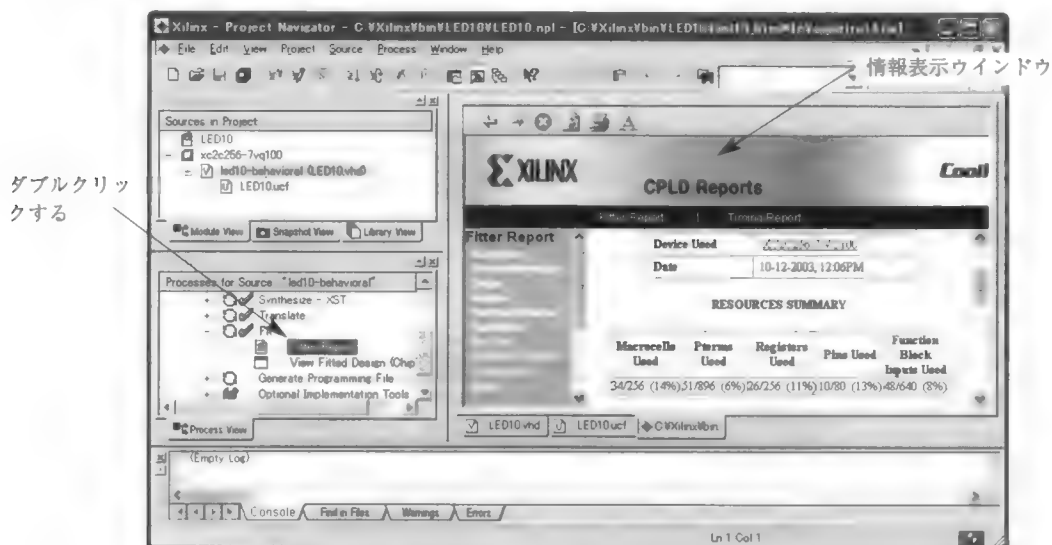 Xilinx - Project Navigator - C:¥Xilinx¥bin¥LED10¥LED10.npl - [C:¥Xilinx¥bin¥LED1
File Edit View Project Source Process Window Help
情報表示ウインドウ
Sources in Project
LED10
xc2c256-7vq100
led10-behavioral (LED10.vhd)
LED10.ucf
Module View
Snapshot View
Library View
ダブルクリッ
クする
Processes for Source "led10-behavioral"
Synthesize - XST
Translate
View Fitted Design (Chip
Generate Programming File
Optional Implementation Tools
Process View
XILINX
CPLD Reports
Cool
Fitter Report | Timing Report
Fitter Report
Device Used
Date 10-12-2003, 12:06PM
RESOURCES SUMMARY
Macrocells Used
Pterms Used
Registers Used
Pins Used
Function Block Inputs Used
34/256 (14%) 51/896 (6%) 26/256 (11%) 10/80 (13%) 48/640 (8%)
LED10.vhd
LED10.ucf
C:¥Xilinx¥bin
(Empty Log)
Console
Find in Files
Warnings
Errors
Ln 1 Col 1